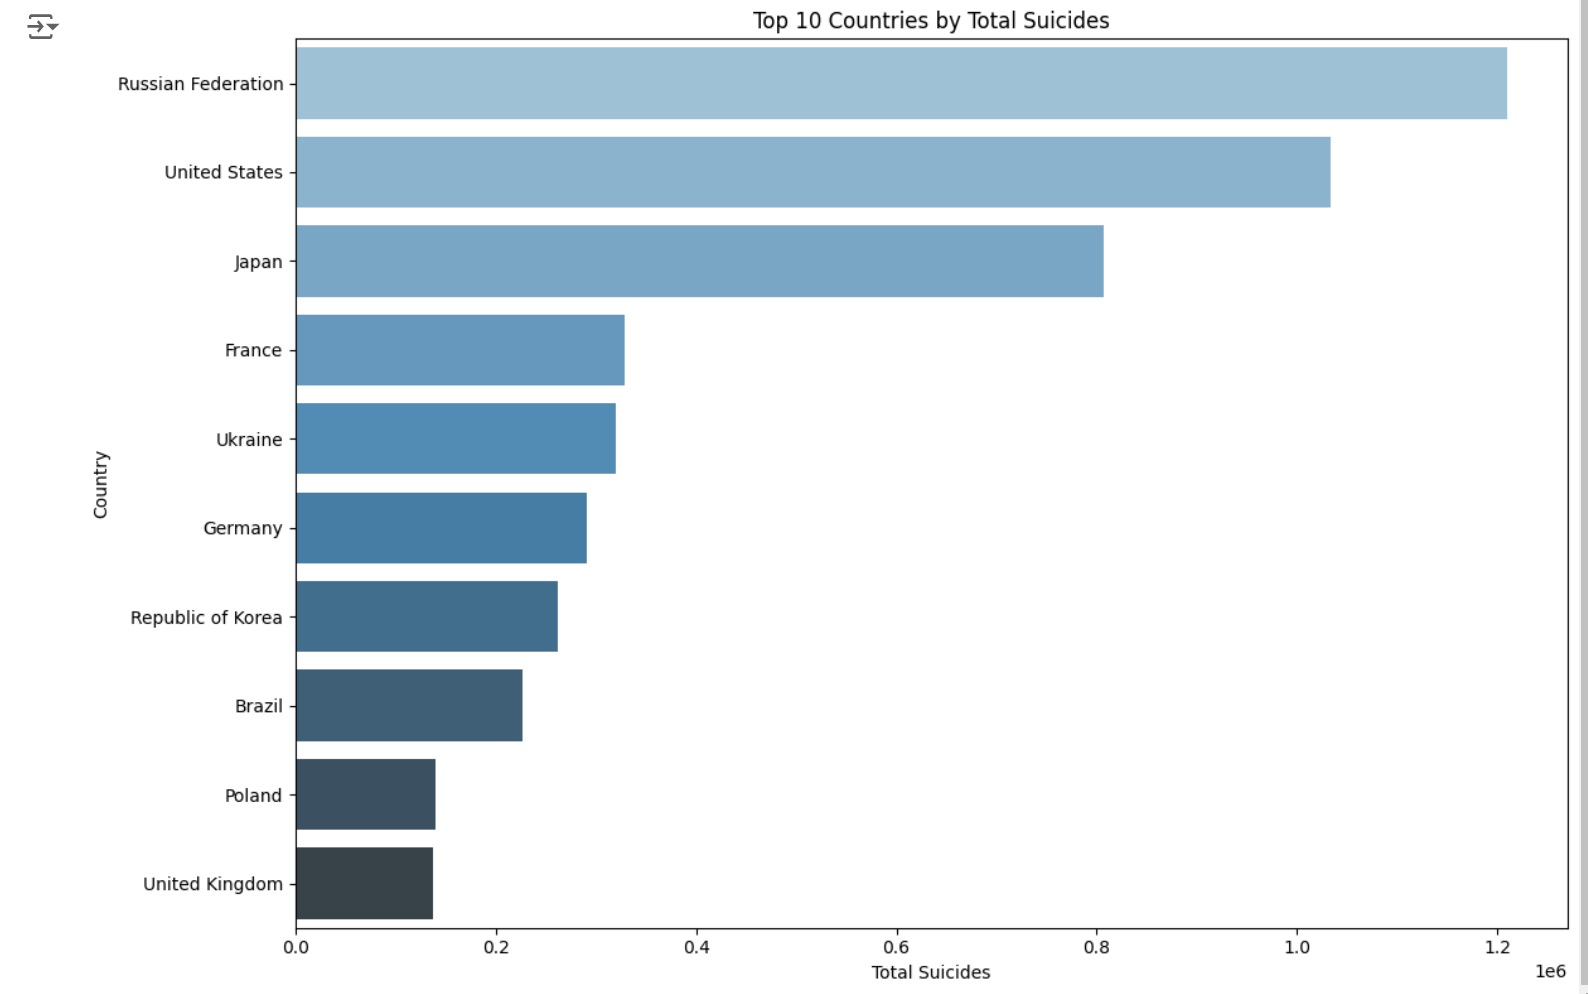 Top 10 Countries by Total Suicides
Russian Federation
United States
Japan
France
Ukraine
Germany
Republic of Korea
Brazil
Poland
United Kingdom
Country
0.0 0.2 0.4 0.6 0.8 1.0 1.2
Total Suicides
1e6